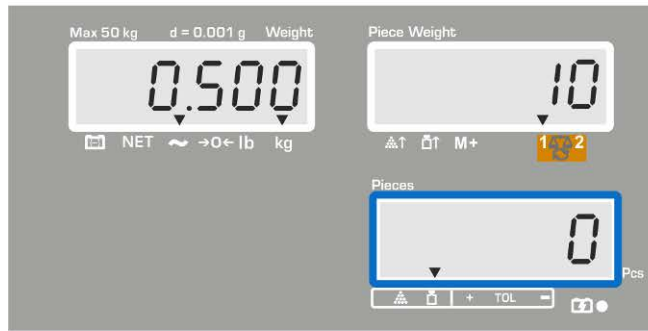 Max 50 kg d = 0.001 g Weight
0.500
NET →0← lb kg
Piece Weight
10
M+ 1 2
Pieces
0
Pcs
+ TOL -